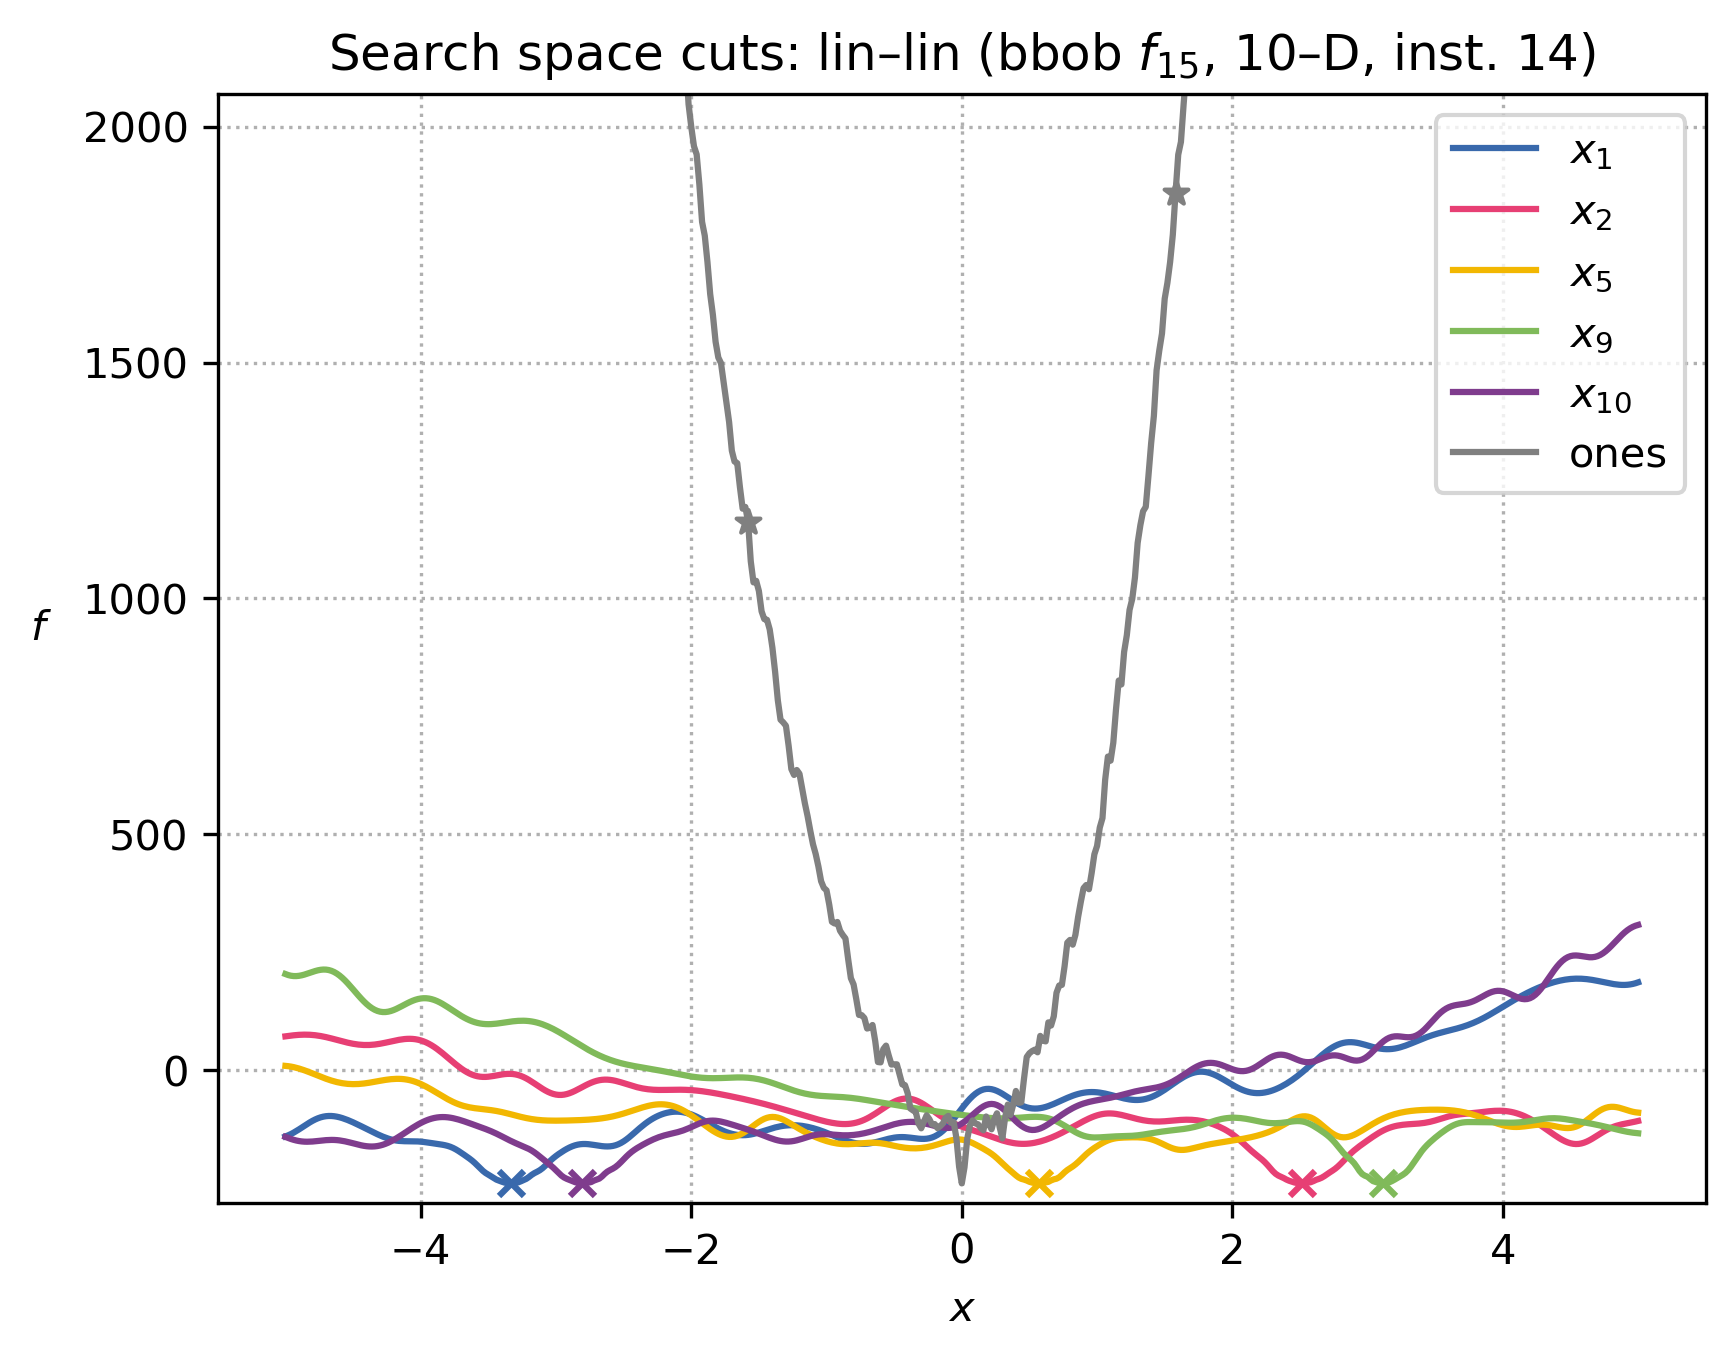 Search space cuts: lin–lin (bbob f₁₅, 10–D, inst. 14)
2000
1500
1000
500
0
f
−4
−2
0
2
4
x
x₁
x₂
x₅
x₉
x₁₀
ones